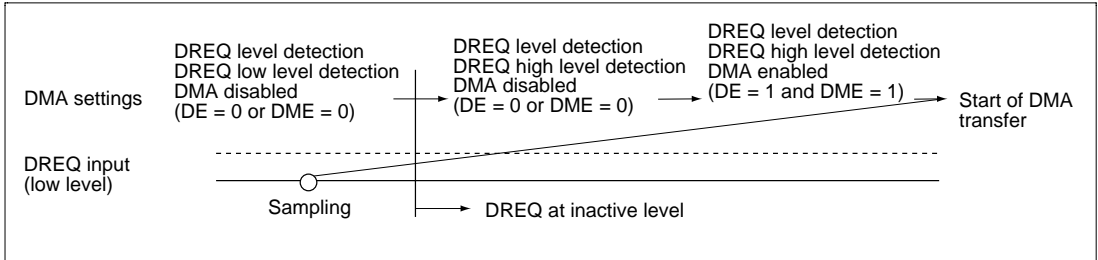 DMA settings
DREQ level detection
DREQ low level detection
DMA disabled
(DE = 0 or DME = 0)
DREQ level detection
DREQ high level detection
DMA disabled
(DE = 0 or DME = 0)
DREQ level detection
DREQ high level detection
DMA enabled
(DE = 1 and DME = 1)
Start of DMA
transfer
DREQ input
(low level)
Sampling
DREQ at inactive level